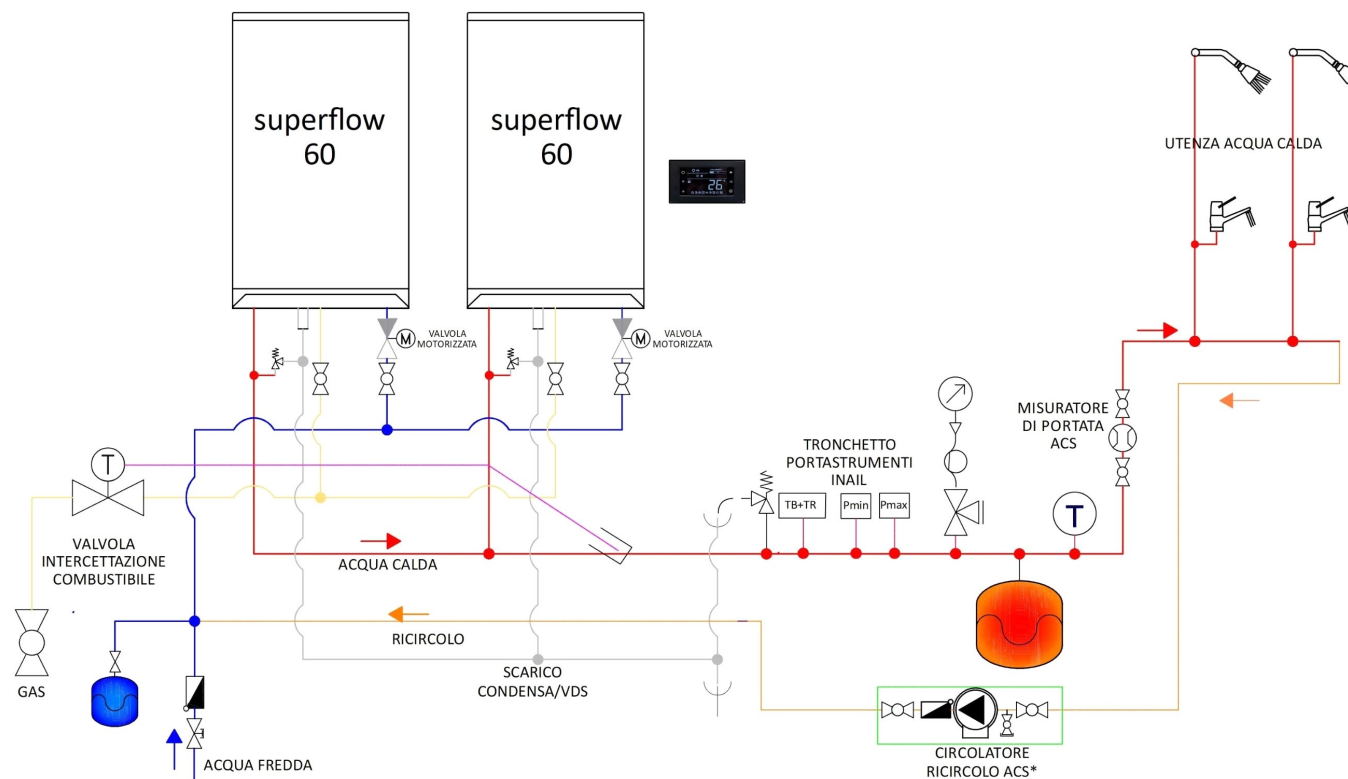 superflow
60
superflow
60
26
UTENZA ACQUA CALDA
M
VALVOLA
MOTORIZZATA
M
VALVOLA
MOTORIZZATA
MISURATORE
DI PORTATA
ACS
TRONCHETTO
PORTASTRUMENTI
INAIL
T
TB+TR
Pmin
Pmax
T
VALVOLA
INTERCETTAZIONE
COMBUSTIBILE
ACQUA CALDA
RICIRCOLO
SCARICO
CONDENSA/VDS
GAS
ACQUA FREDDA
CIRCOLATORE
RICIRCOLO ACS*